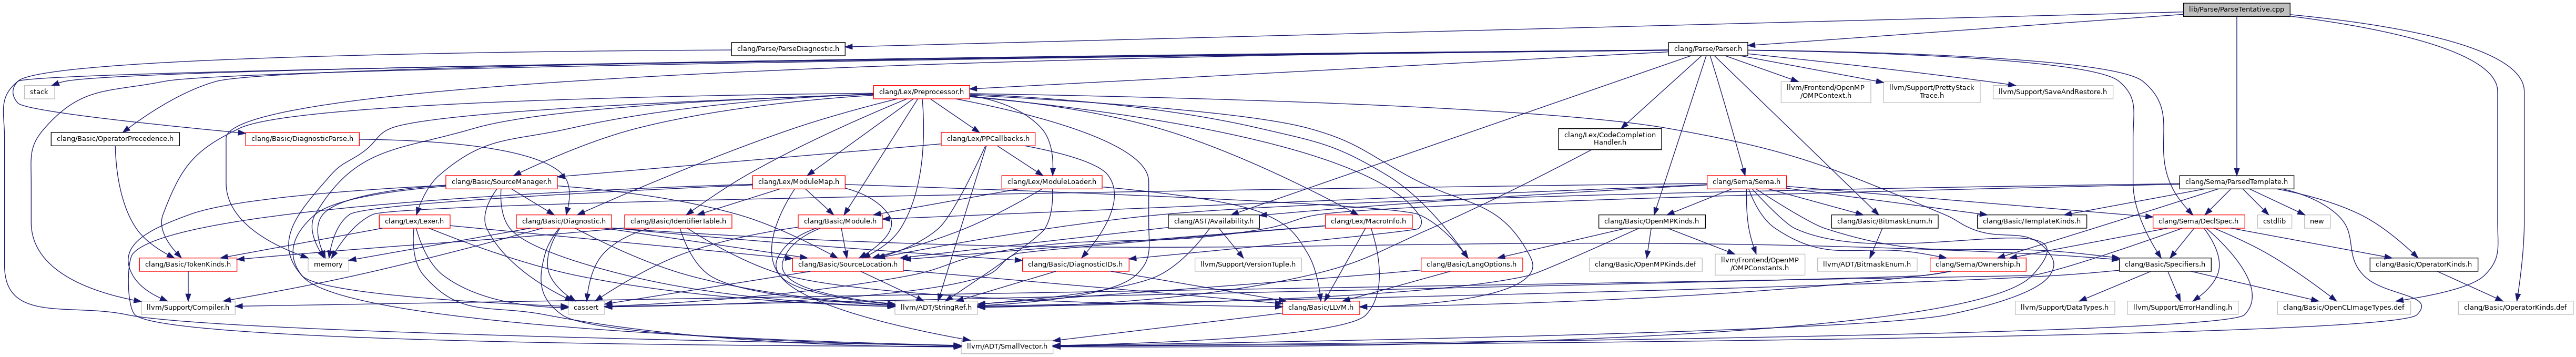 lib/Parse/ParseTentative.cpp
clang/Parse/ParseDiagnostic.h
clang/Parse/Parser.h
stack
clang/Lex/Preprocessor.h
llvm/Frontend/OpenMP
/OMPContext.h
llvm/Support/PrettyStack
Trace.h
llvm/Support/SaveAndRestore.h
clang/Basic/OperatorPrecedence.h
clang/Basic/DiagnosticParse.h
clang/Lex/PPCallbacks.h
clang/Lex/CodeCompletion
Handler.h
clang/Basic/SourceManager.h
clang/Lex/ModuleMap.h
clang/Lex/ModuleLoader.h
clang/Sema/Sema.h
clang/Sema/ParsedTemplate.h
clang/Lex/Lexer.h
clang/Basic/Diagnostic.h
clang/Basic/IdentifierTable.h
clang/Basic/Module.h
clang/Lex/MacroInfo.h
clang/AST/Availability.h
clang/Basic/OpenMPKinds.h
clang/Basic/BitmaskEnum.h
clang/Basic/TemplateKinds.h
clang/Sema/DeclSpec.h
cstdlib
new
clang/Basic/TokenKinds.h
memory
clang/Basic/SourceLocation.h
clang/Basic/DiagnosticIDs.h
llvm/Support/VersionTuple.h
clang/Basic/LangOptions.h
clang/Basic/OpenMPKinds.def
llvm/Frontend/OpenMP
/OMPConstants.h
llvm/ADT/BitmaskEnum.h
clang/Sema/Ownership.h
clang/Basic/Specifiers.h
clang/Basic/OperatorKinds.h
llvm/Support/Compiler.h
cassert
llvm/ADT/StringRef.h
clang/Basic/LLVM.h
llvm/Support/DataTypes.h
llvm/Support/ErrorHandling.h
clang/Basic/OpenCLImageTypes.def
clang/Basic/OperatorKinds.def
llvm/ADT/SmallVector.h